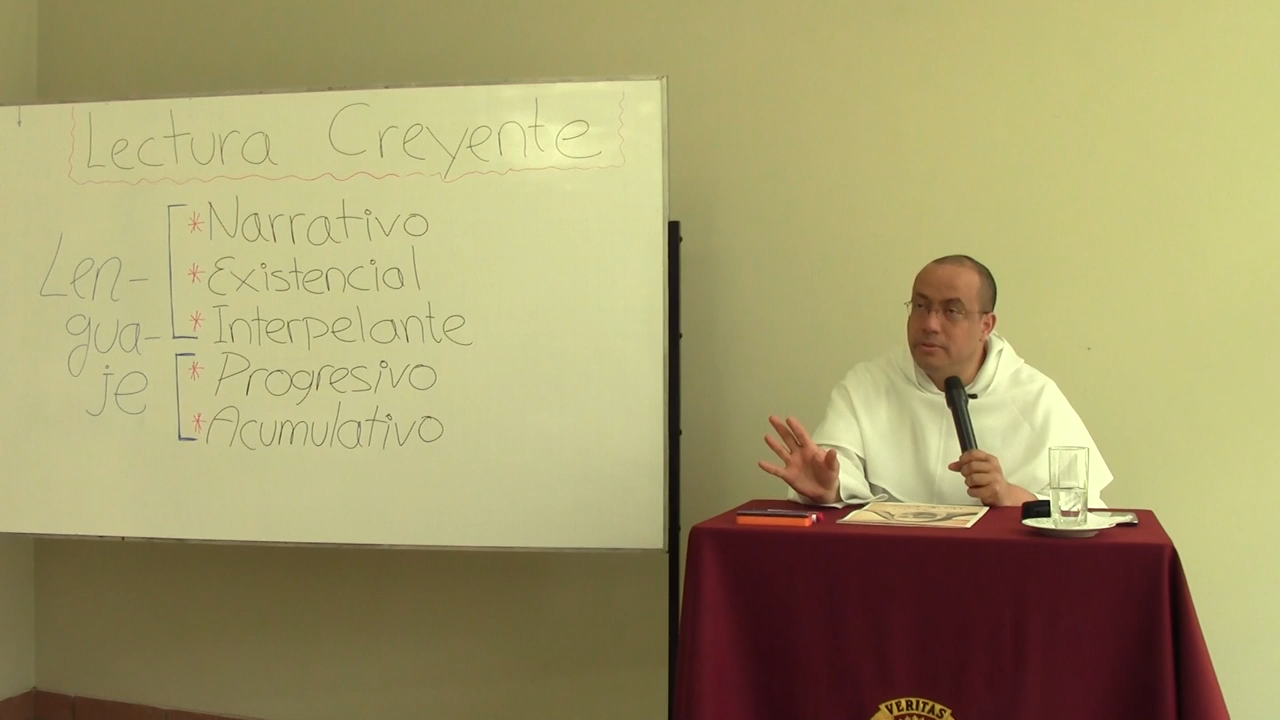 Lectura Creyente
Len-
gua-
je
* Narrativo
* Existencial
* Interpelante
* Progresivo
* Acumulativo
VERITAS